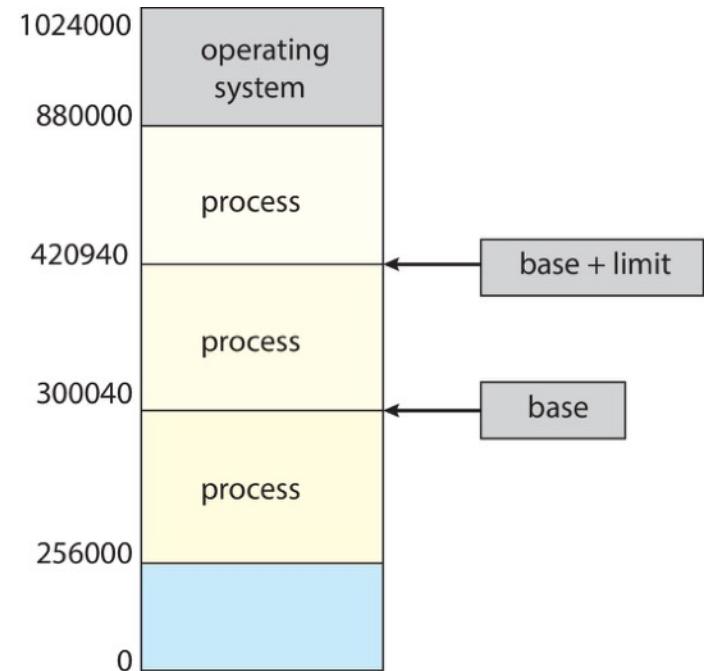 1024000
operating
system
880000
process
420940
base + limit
process
300040
base
process
256000
0